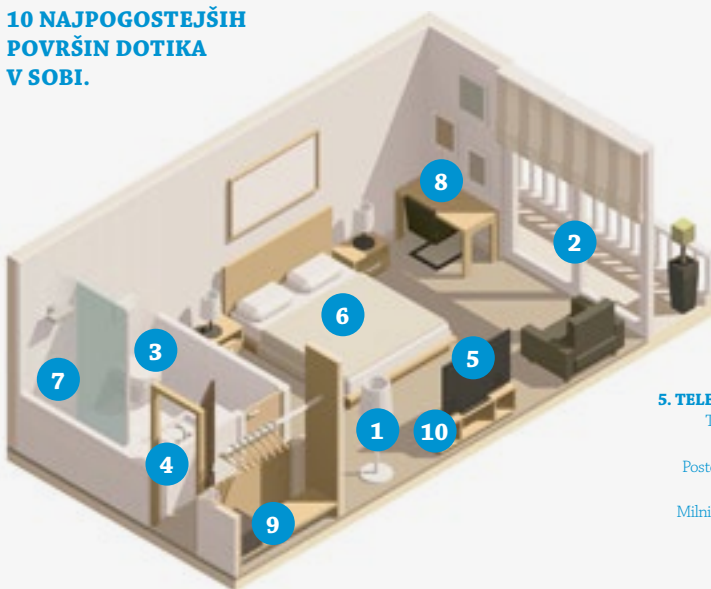 10 NAJPOGOSTEJŠIH
POVRŠIN DOTIKA
V SOBI.
8
2
6
3
5
7
1
10
4
9
5. TELE
T
Poste
Milni